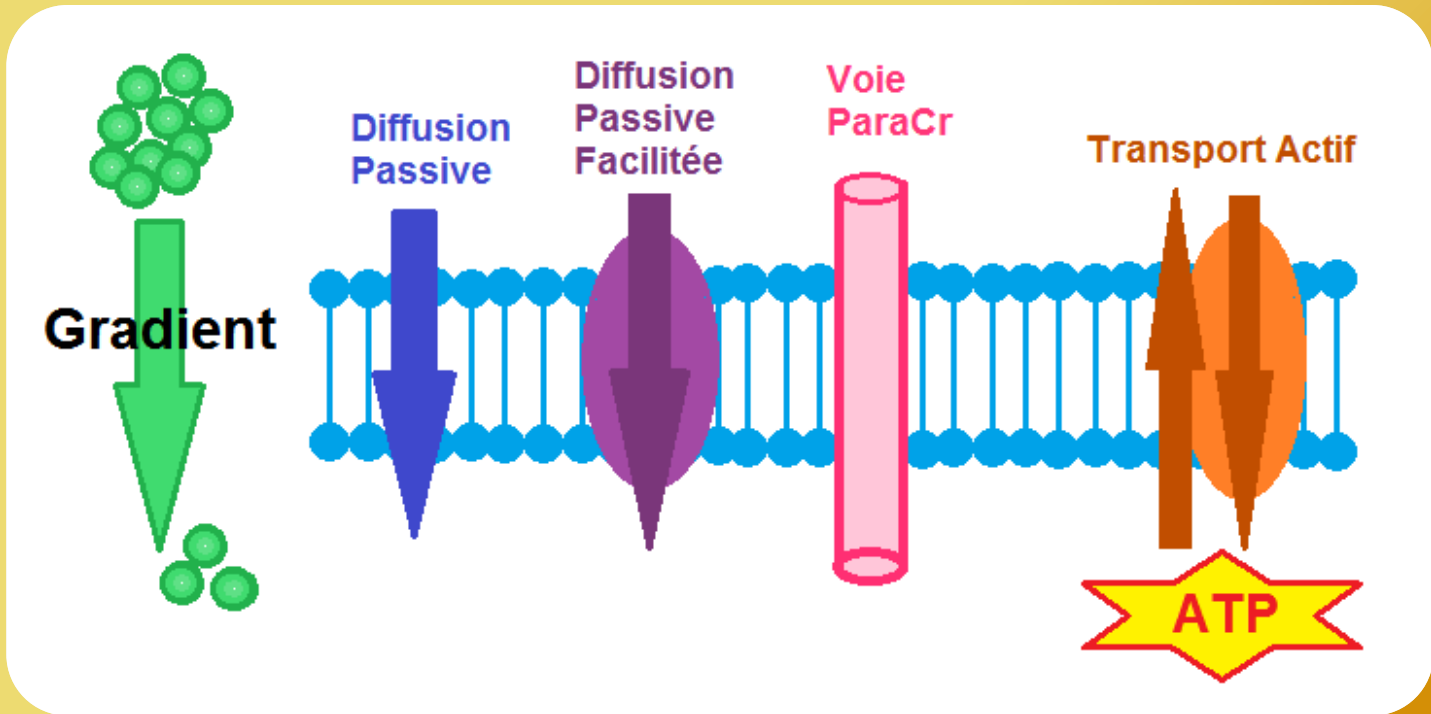 Gradient
Diffusion
Passive
Diffusion
Passive
Facilitée
Voie
ParaCr
Transport Actif
ATP